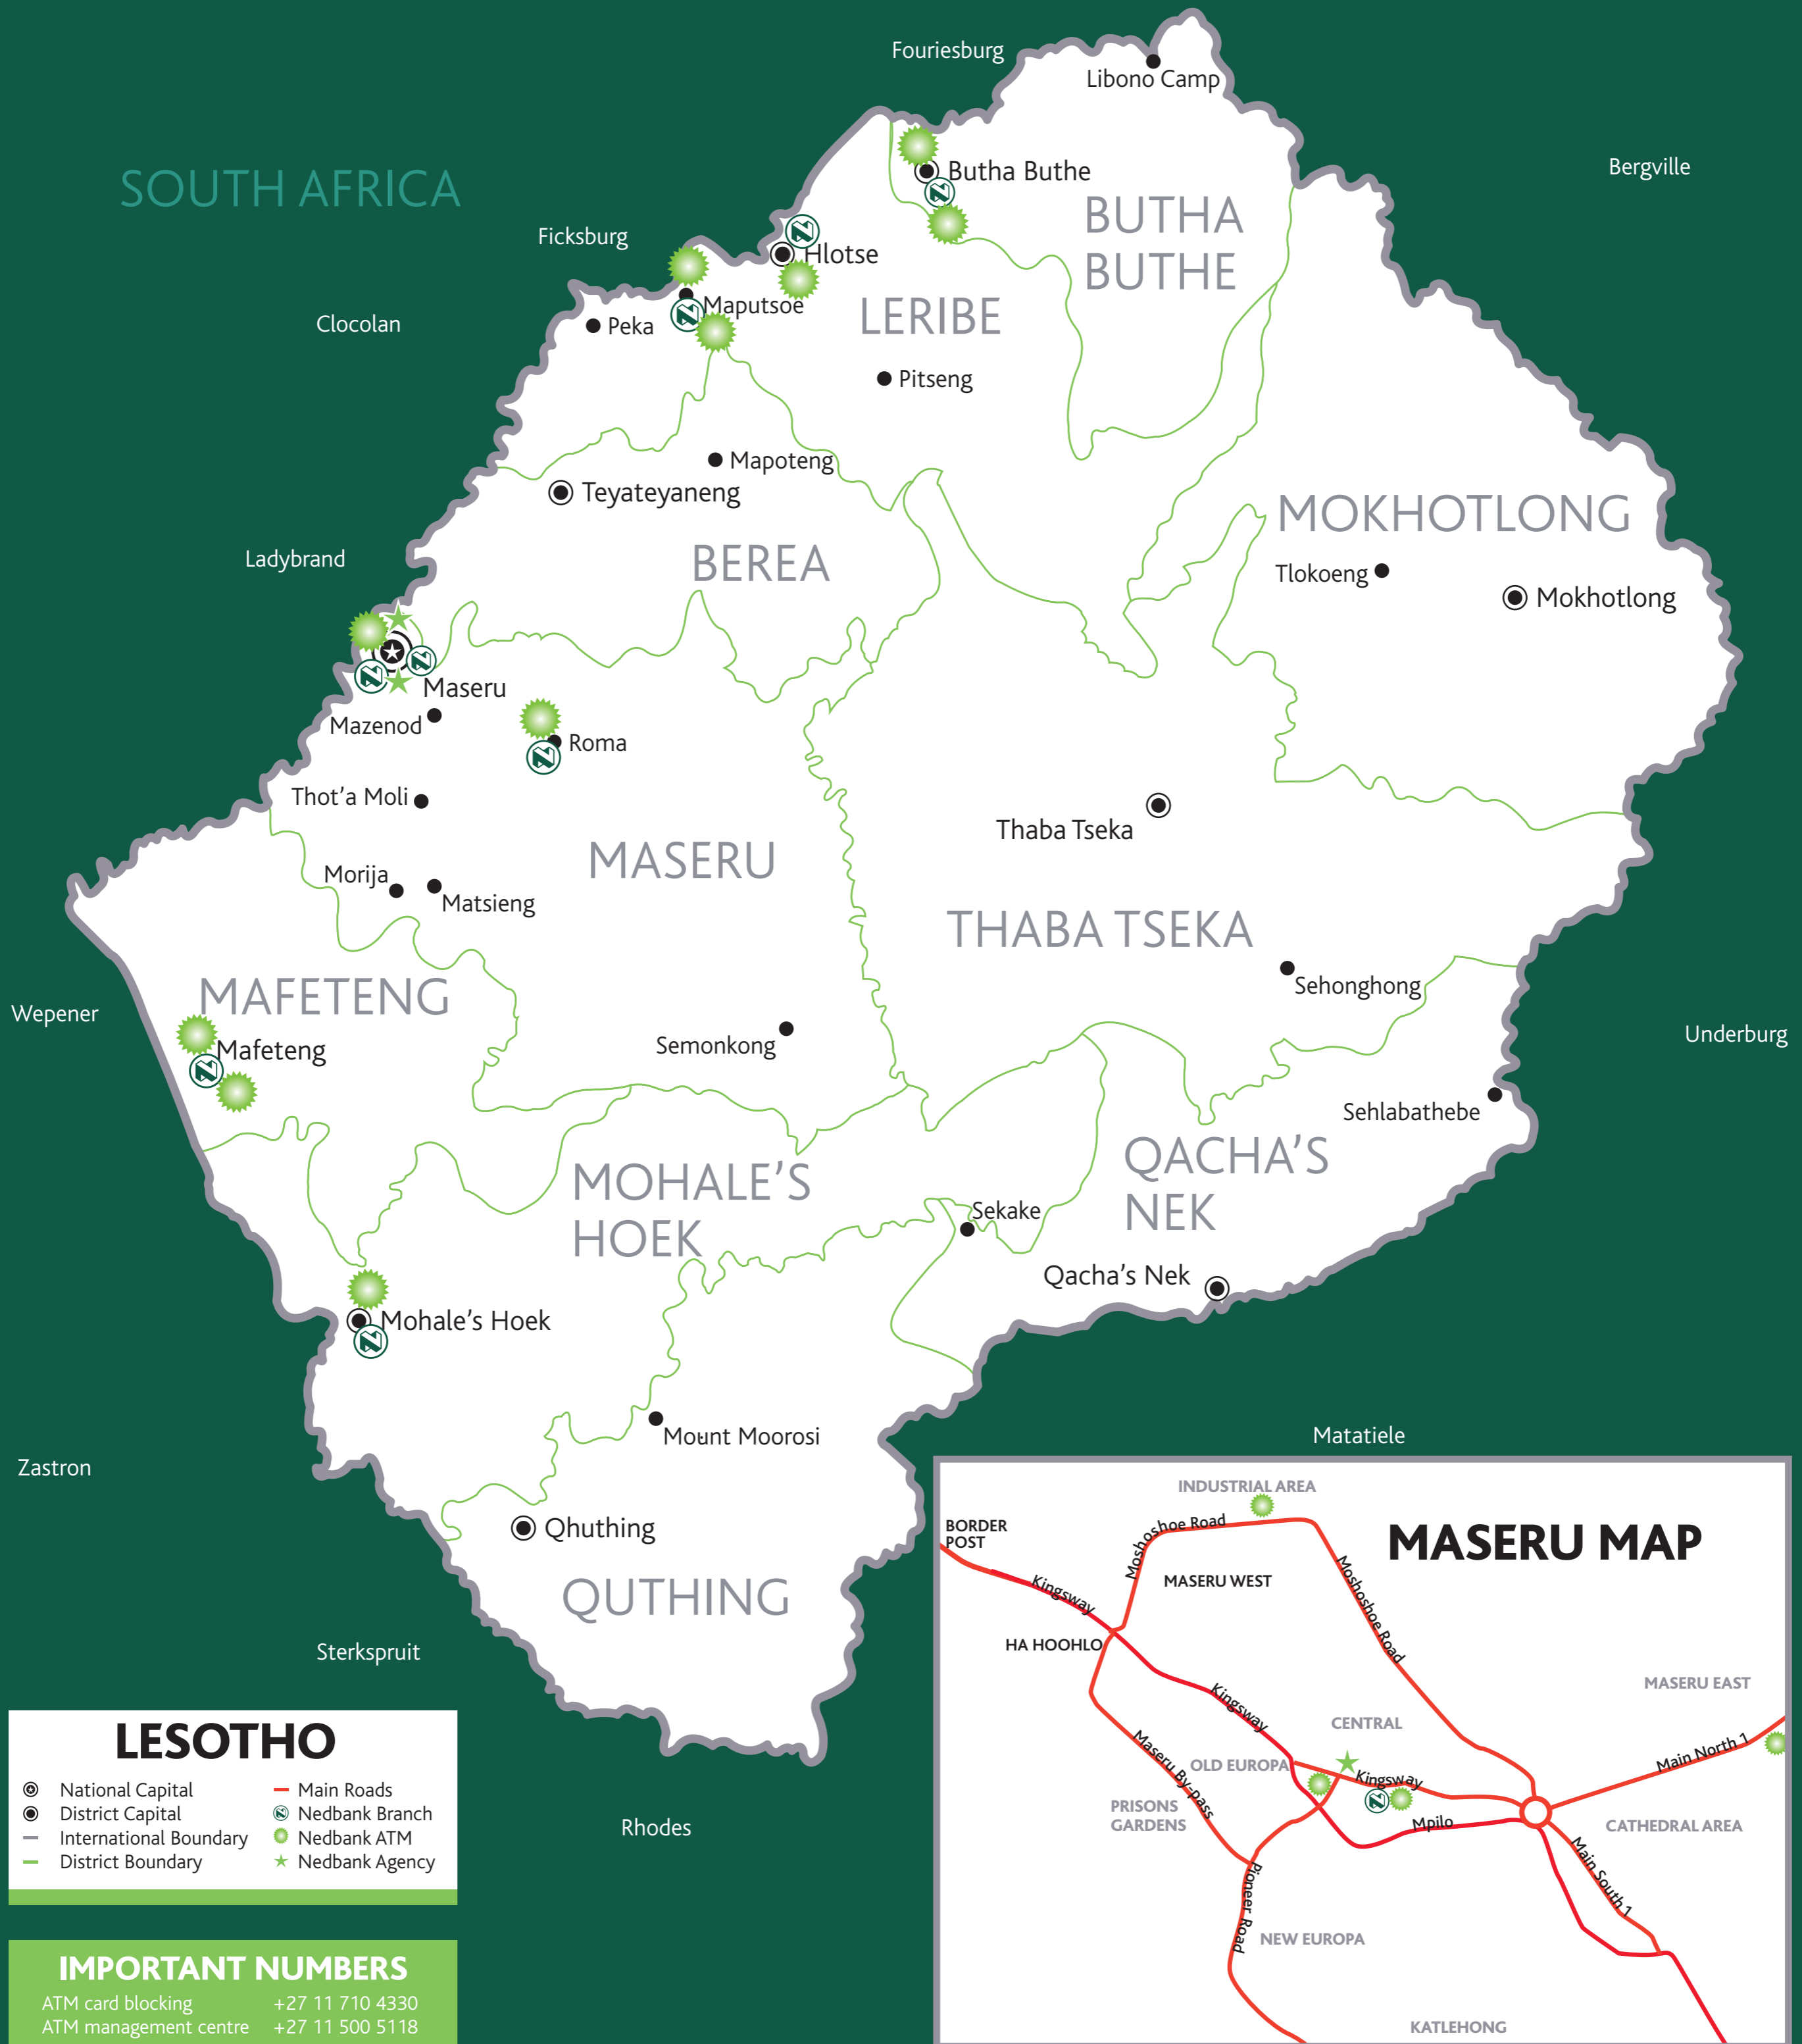 Fouriesburg
Libono Camp
Bergville
SOUTH AFRICA
Butha Buthe
BUTHA
BUTHE
Ficksburg
Hlotse
Maputsoe
LERIBE
Clocolan
Peka
Pitseng
Mapoteng
Teyateyaneng
MOKHOTLONG
BEREA
Ladybrand
Tlokoeng
Mokhotlong
Maseru
Mazenod
Roma
Thot'a Moli
Thaba Tseka
MASERU
Morija
Matsieng
THABA TSEKA
Sehonghong
MAFETENG
Wepener
Underburg
Mafeteng
Semonkong
Sehlabathebe
QACHA'S
NEK
MOHALE'S
HOEK
Sekake
Qacha's Nek
Mohale's Hoek
Mount Moorosi
Matatiele
Zastron
Qhuthing
QUTHING
Sterkspruit
Rhodes
LESOTHO
National Capital
District Capital
International Boundary
District Boundary
Main Roads
Nedbank Branch
Nedbank ATM
Nedbank Agency
IMPORTANT NUMBERS
ATM card blocking +27 11 710 4330
ATM management centre +27 11 500 5118
MASERU MAP
INDUSTRIAL AREA
BORDER
POST
Moshoshoe Road
MASERU WEST
Kingsway
Moshoshoe Road
HA HOOHLO
MASERU EAST
Kingsway
CENTRAL
Maseru By-pass
OLD EUROPA
Kingsway
Main North 1
PRISONS
GARDENS
Mpilo
CATHEDRAL AREA
Main South 1
Pioneer Road
NEW EUROPA
KATLEHONG